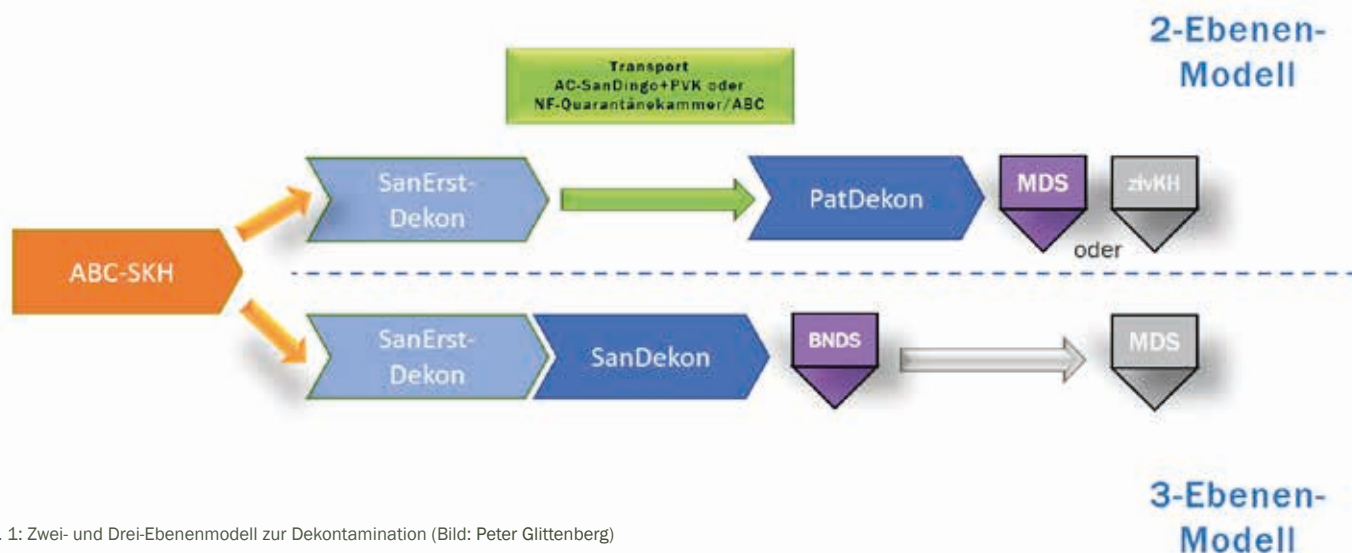 2-Ebenen-
Modell
Transport
AC-SanDingo+PVK oder
NF-Quarantänekammer/ABC
SanErst-
Dekon
PatDekon
MDS
zivKH
oder
ABC-SKH
SanErst-
Dekon
SanDekon
BNDS
MDS
3-Ebenen-
Modell
. 1: Zwei- und Drei-Ebenenmodell zur Dekontamination (Bild: Peter Glittenberg)